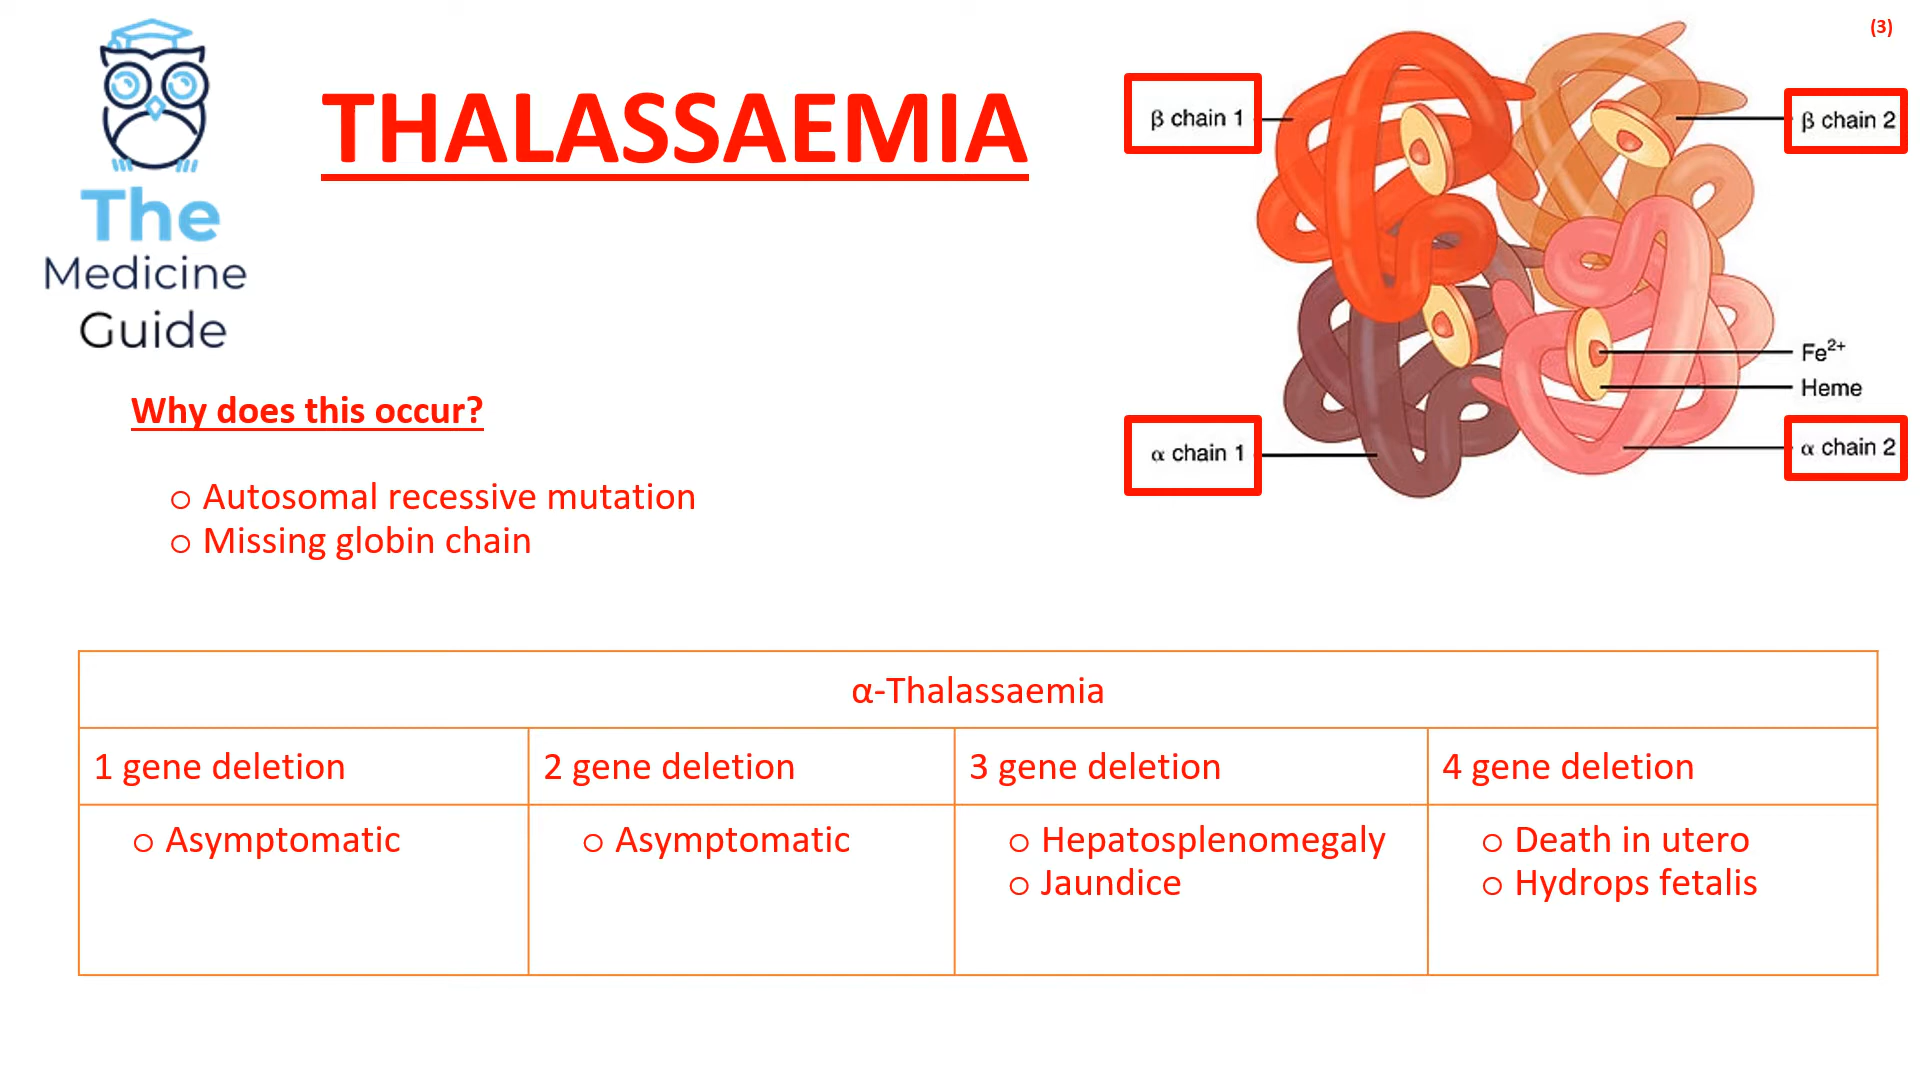 (3)
The
Medicine
Guide
THALASSAEMIA
β chain 1
β chain 2
Fe²⁺
Heme
α chain 1
α chain 2
Why does this occur?
o Autosomal recessive mutation
o Missing globin chain
α-Thalassaemia
1 gene deletion
2 gene deletion
3 gene deletion
4 gene deletion
o Asymptomatic
o Asymptomatic
o Hepatosplenomegaly
o Jaundice
o Death in utero
o Hydrops fetalis